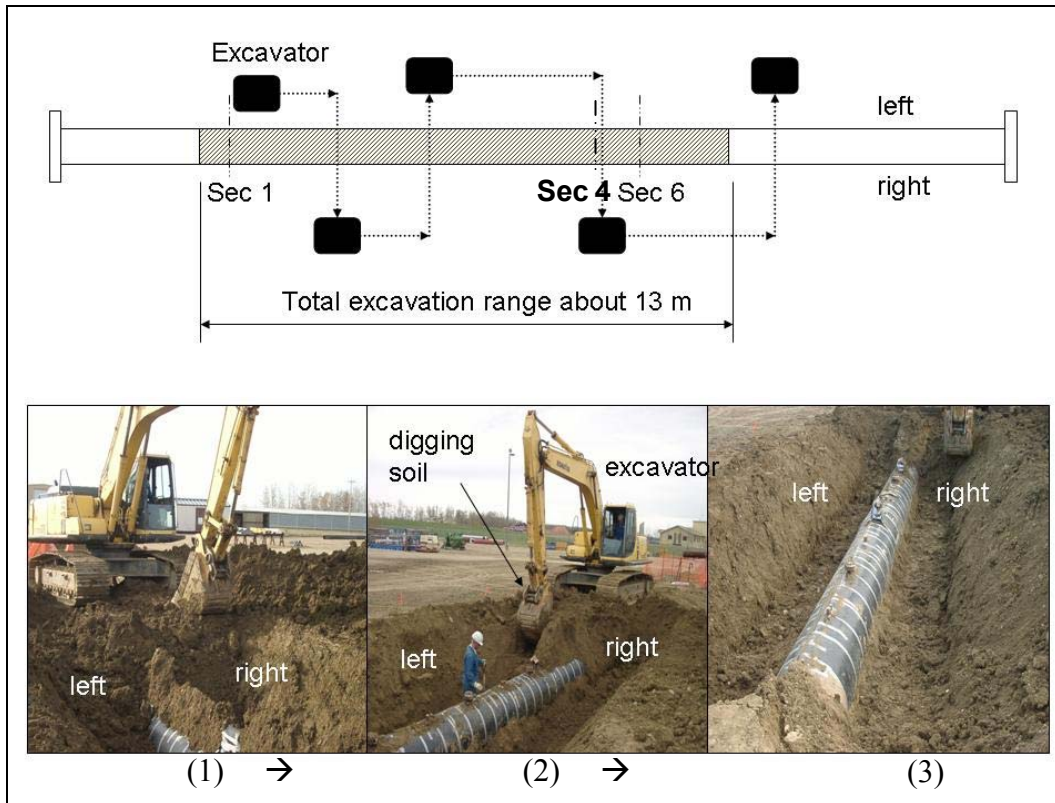 Excavator
left
Sec 1
Sec 4 Sec 6
right
Total excavation range about 13 m
digging
soil
excavator
left
right
left
right
left
right
(1) →
(2) →
(3)